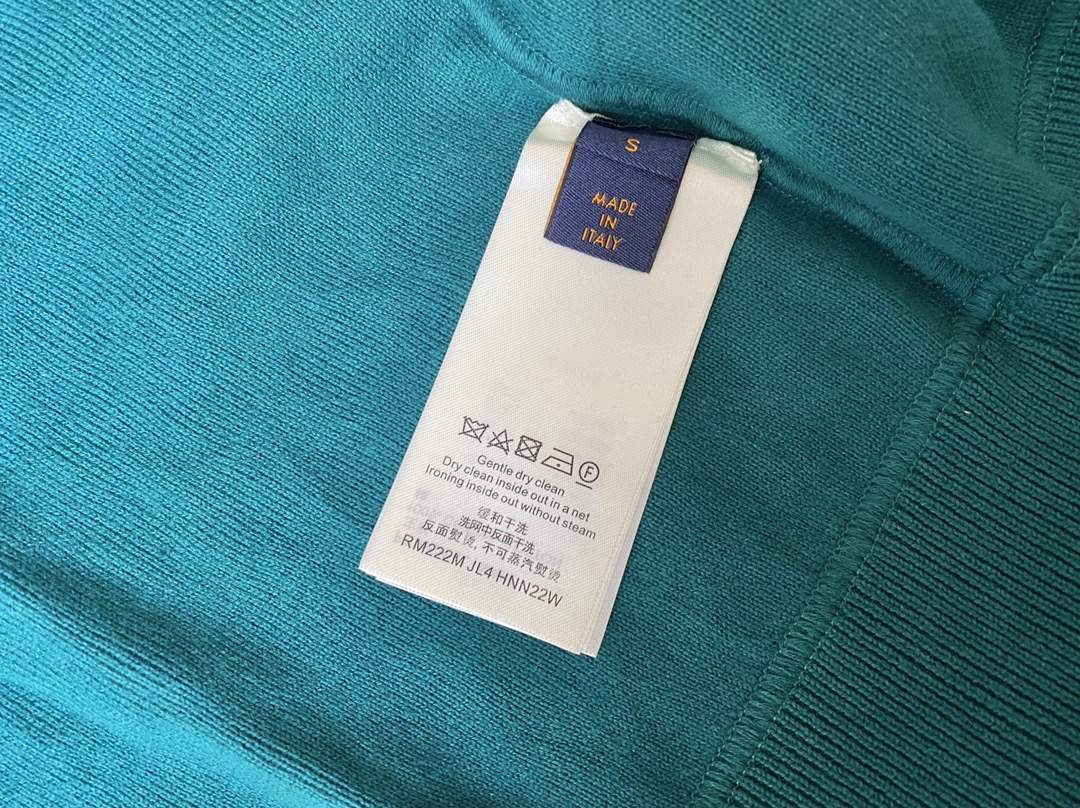 S
MADE
IN
ITALY
F
Gentle dry clean
Dry clean inside out in a net
Ironing inside out without steam
缓和干洗
洗网中反面干洗
反面熨烫, 不可蒸汽熨烫
RM222M JL4 HNN22W